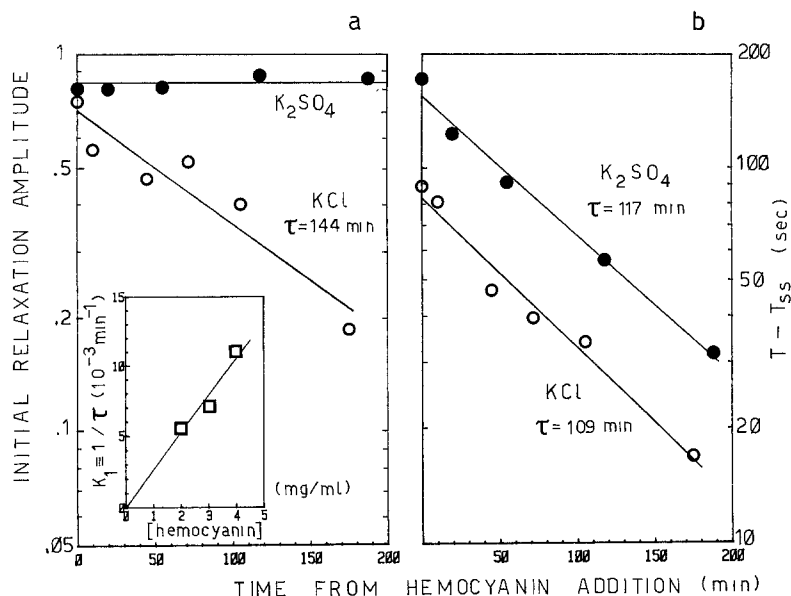 a
b
INITIAL RELAXATION AMPLITUDE
1
.5
.2
.1
.05
K2SO4
KCl
τ=144 min
K1≡1/τ (10-3min-1)
15
10
5
0
0 1 2 3 4 5
(mg/ml)
[hemocyanin]
0 50 100 150 200
K2SO4
τ=117 min
KCl
τ=109 min
200
100
50
20
10
T-Tss (sec)
0 50 100 150 200
TIME FROM HEMOCYANIN ADDITION (min)